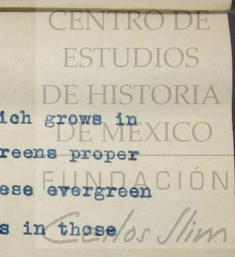 CENTRO DE
ESTUDIOS
DE HISTORIA
DE MÉXICO
FUNDACIÓN
Carlos Slim
ich grows in
reens proper
ese evergreen
s in those